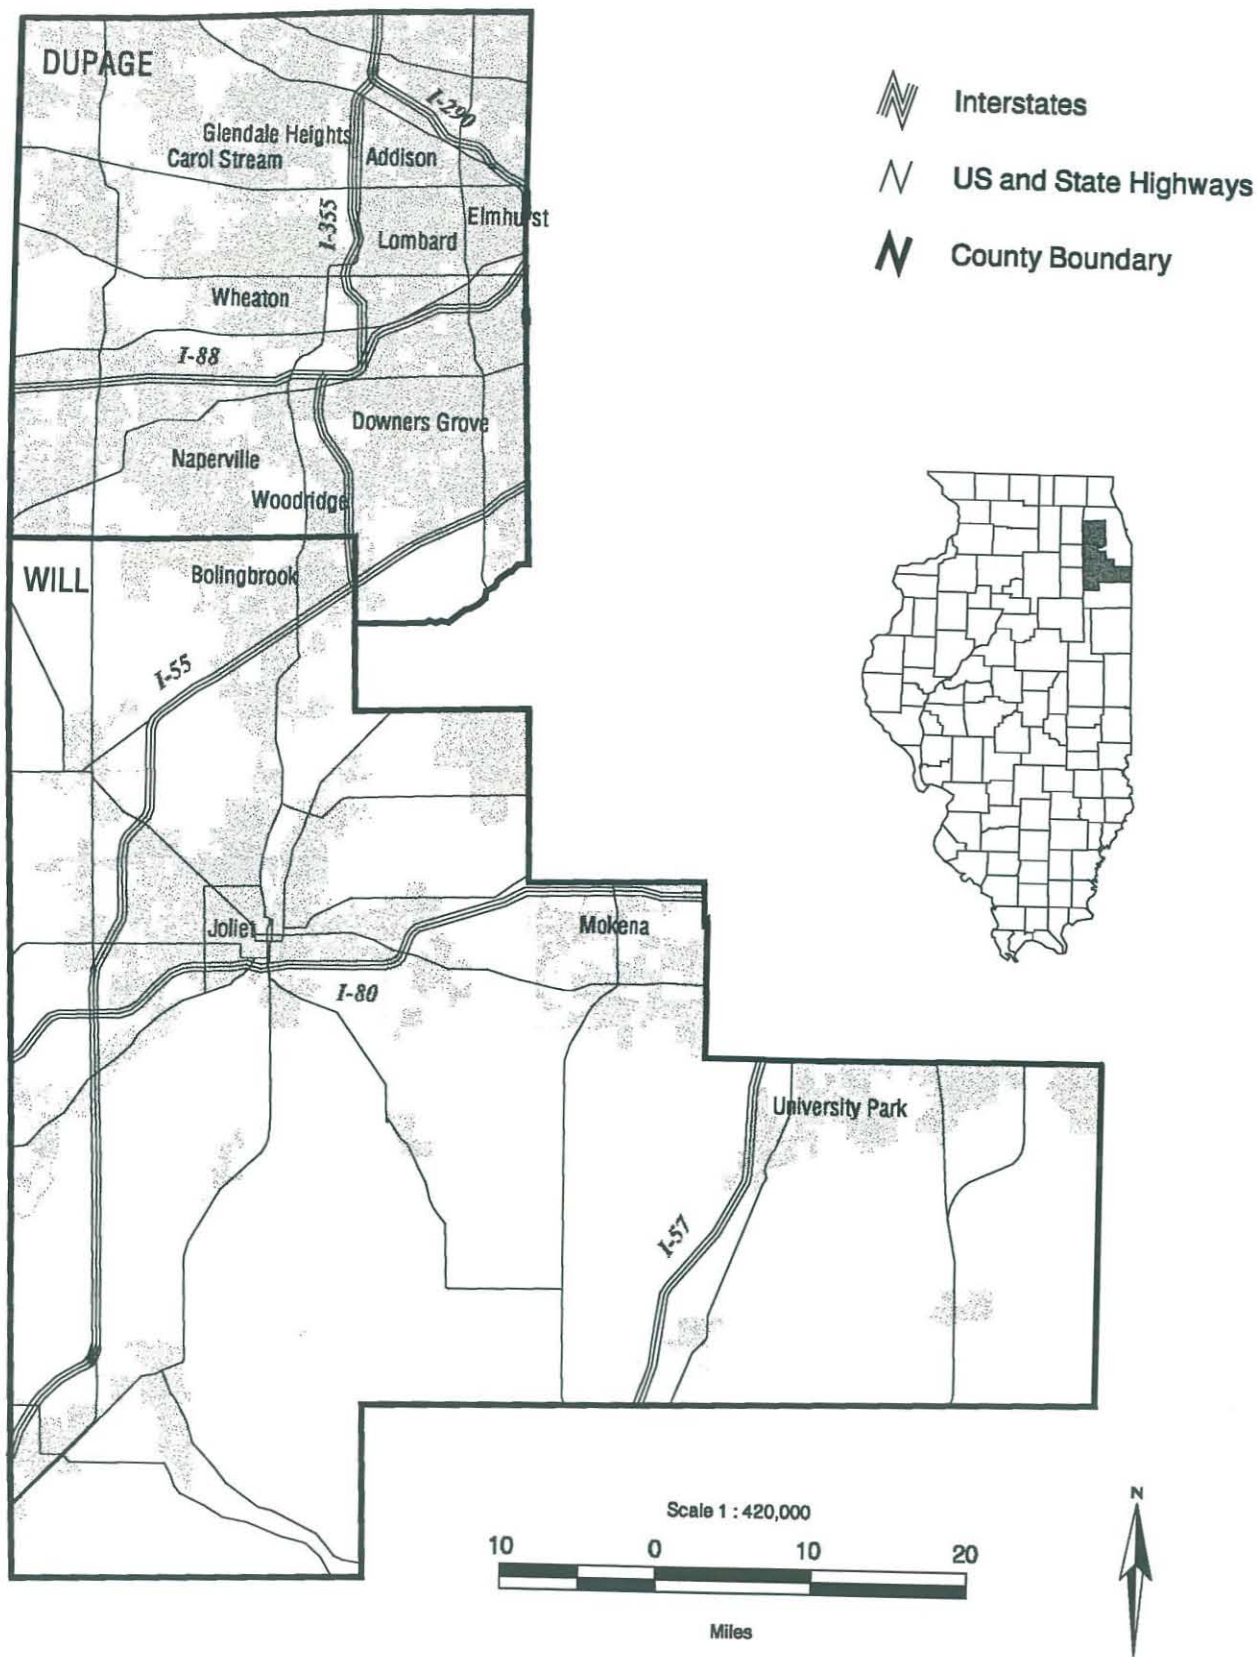 DUPAGE
I-290
Glendale Heights
Carol Stream
Addison
I-355
Elmhurst
Lombard
Wheaton
I-88
Downers Grove
Naperville
Woodridge
WILL
Bolingbrook
I-55
Joliet
Mokena
I-80
University Park
I-57
Interstates
US and State Highways
County Boundary
Scale 1 : 420,000
10 0 10 20
Miles
N